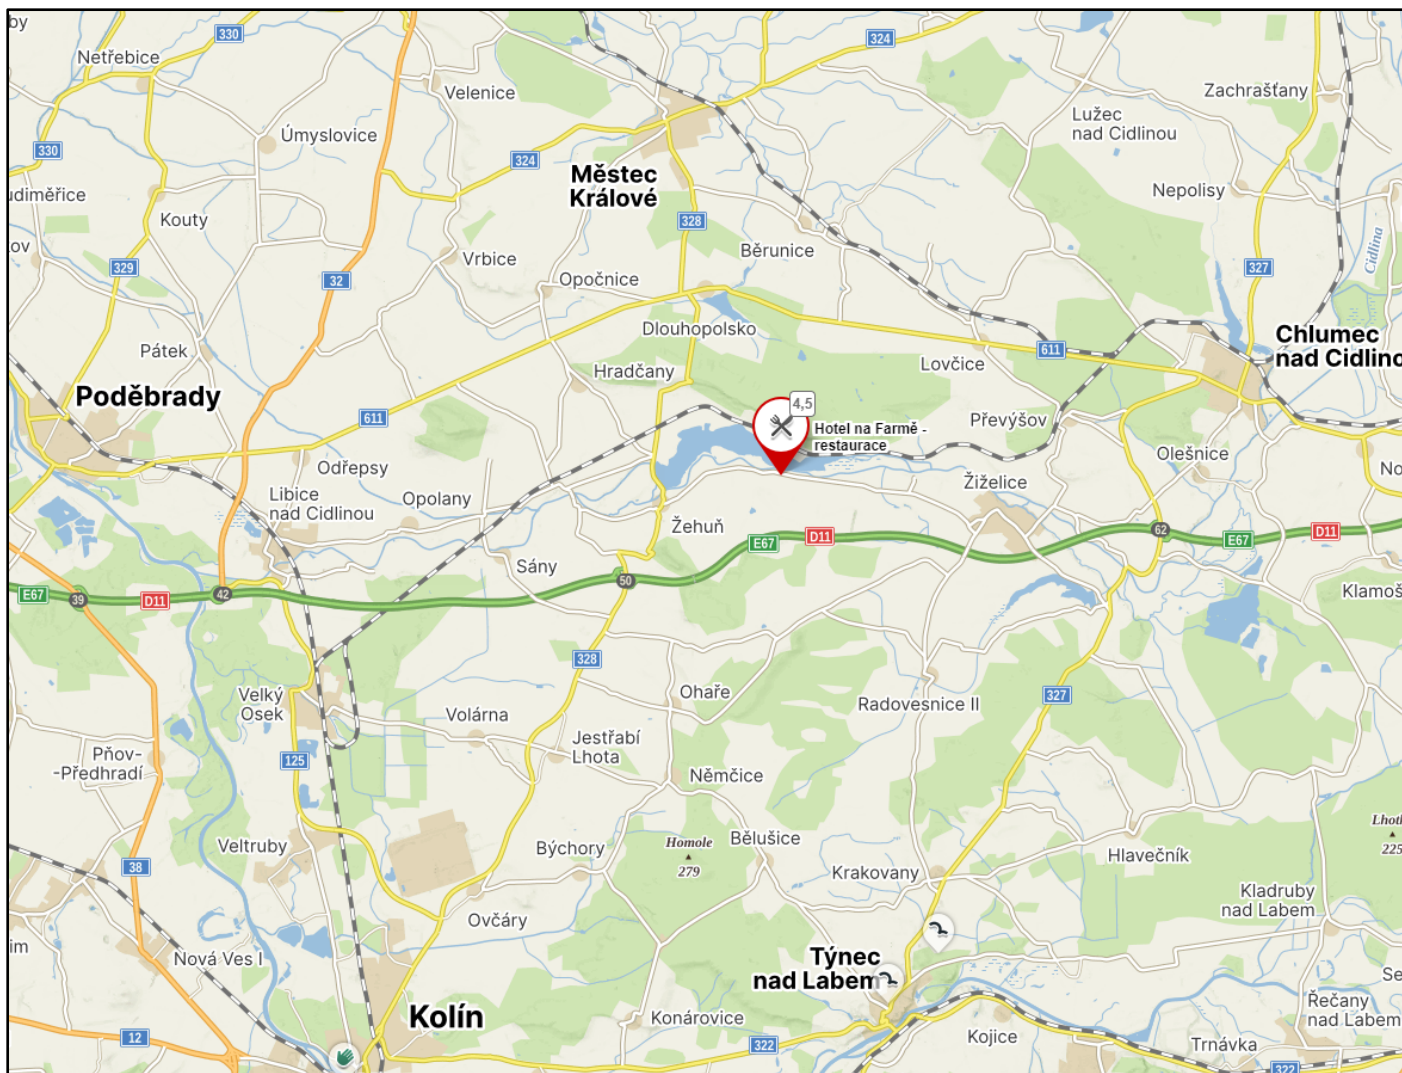 by
330
324
Netřebice
Velenice
Zachrašťany
Úmyslovice
Lužec
nad Cidlinou
330
324
Městec
Králové
udiměřice
Nepolisy
Kouty
328
ov
Běrunice
Cidlina
Vrbice
329
32
Opočnice
327
Dlouhopolsko
Chlumec
nad Cidlino
Pátek
611
Hradčany
Lovčice
Poděbrady
4,5
611
Hotel na Farmě -
restaurace
Převýšov
Olešnice
Odřepsy
No
Libice
nad Cidlinou
Opolany
Žiželice
Žehuň
62
E67
D11
E67
D11
Sány
50
E67
39
D11
42
Klamoš
328
Velký
Osek
Ohaře
Radovesnice II
327
Volárna
Jestřabí
Lhota
Pňov-
-Předhradí
125
Němčice
Lhotk
225
Veltruby
Homole
279
Bělušice
Býchory
Hlavečník
38
Krakovany
Kladruby
nad Labem
Ovčáry
im
Nová Ves I
Týnec
nad Labem
Se
Kolín
Konárovice
Řečany
nad Labem
12
322
Kojice
Trnávka
322